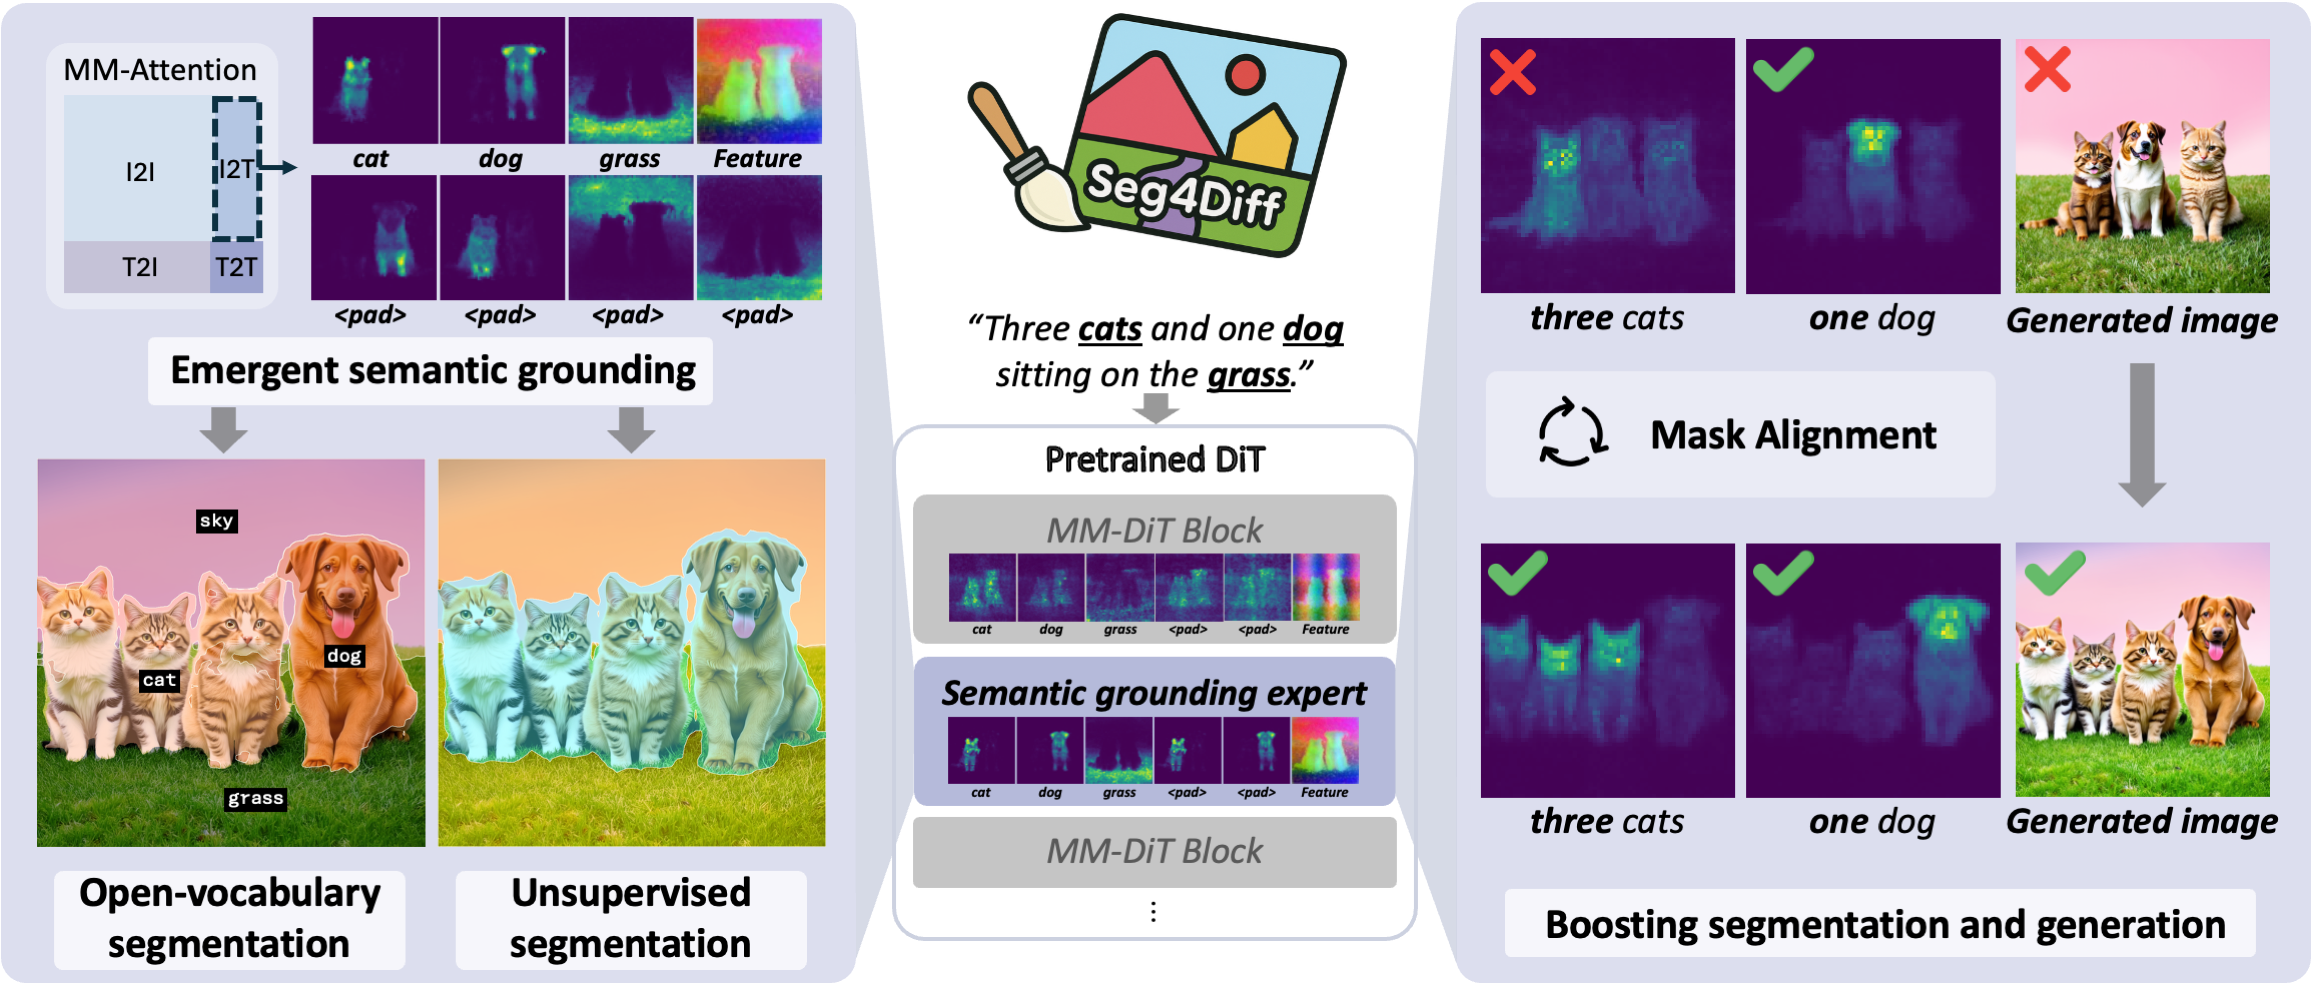 MM-Attention
I2I
I2T
T2I
T2T
cat
dog
grass
Feature
<pad>
<pad>
<pad>
<pad>
Emergent semantic grounding
sky
cat
dog
grass
Open-vocabulary
segmentation
Unsupervised
segmentation
Seg4Diff
“Three cats and one dog
sitting on the grass.”
Pretrained DiT
MM-DiT Block
cat
dog
grass
<pad>
<pad>
Feature
Semantic grounding expert
cat
dog
grass
<pad>
<pad>
Feature
MM-DiT Block
⋮
three cats
one dog
Generated image
Mask Alignment
three cats
one dog
Generated image
Boosting segmentation and generation